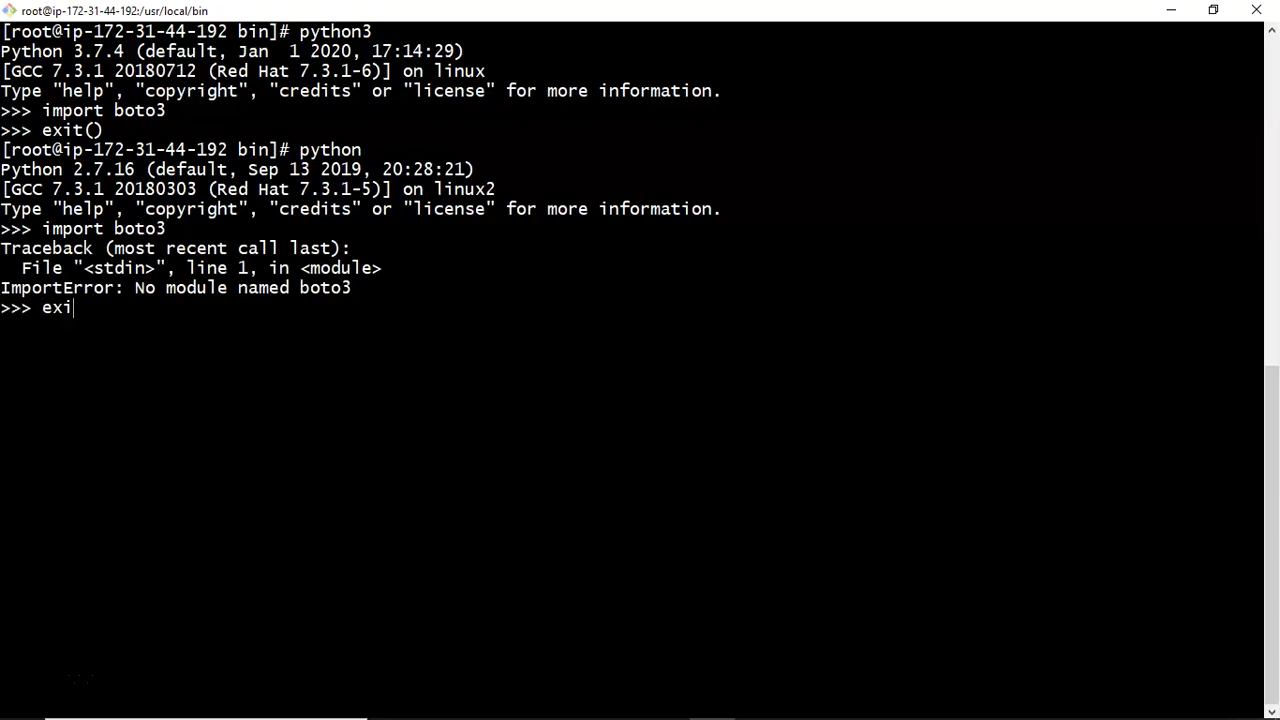 root@ip-172-31-44-192:/usr/local/bin
[root@ip-172-31-44-192 bin]# python3
Python 3.7.4 (default, Jan  1 2020, 17:14:29)
[GCC 7.3.1 20180712 (Red Hat 7.3.1-6)] on linux
Type "help", "copyright", "credits" or "license" for more information.
>>> import boto3
>>> exit()
[root@ip-172-31-44-192 bin]# python
Python 2.7.16 (default, Sep 13 2019, 20:28:21)
[GCC 7.3.1 20180303 (Red Hat 7.3.1-5)] on linux2
Type "help", "copyright", "credits" or "license" for more information.
>>> import boto3
Traceback (most recent call last):
  File "<stdin>", line 1, in <module>
ImportError: No module named boto3
>>> exi